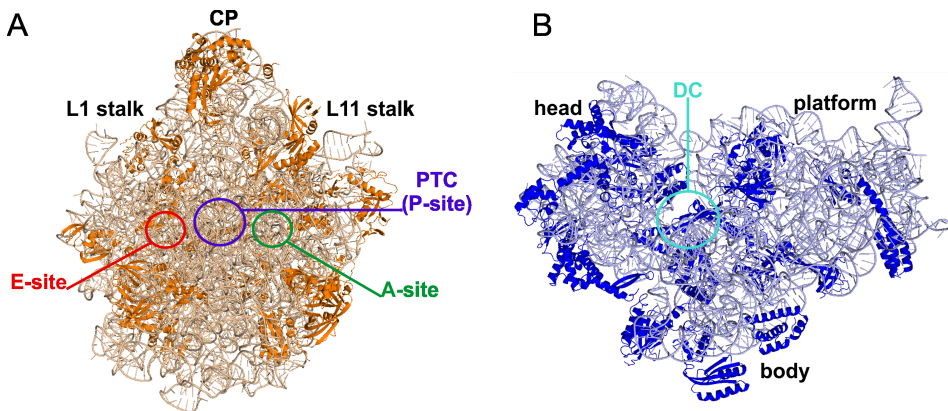 A
CP
L1 stalk
L11 stalk
PTC
(P-site)
E-site
A-site
B
DC
head
platform
body